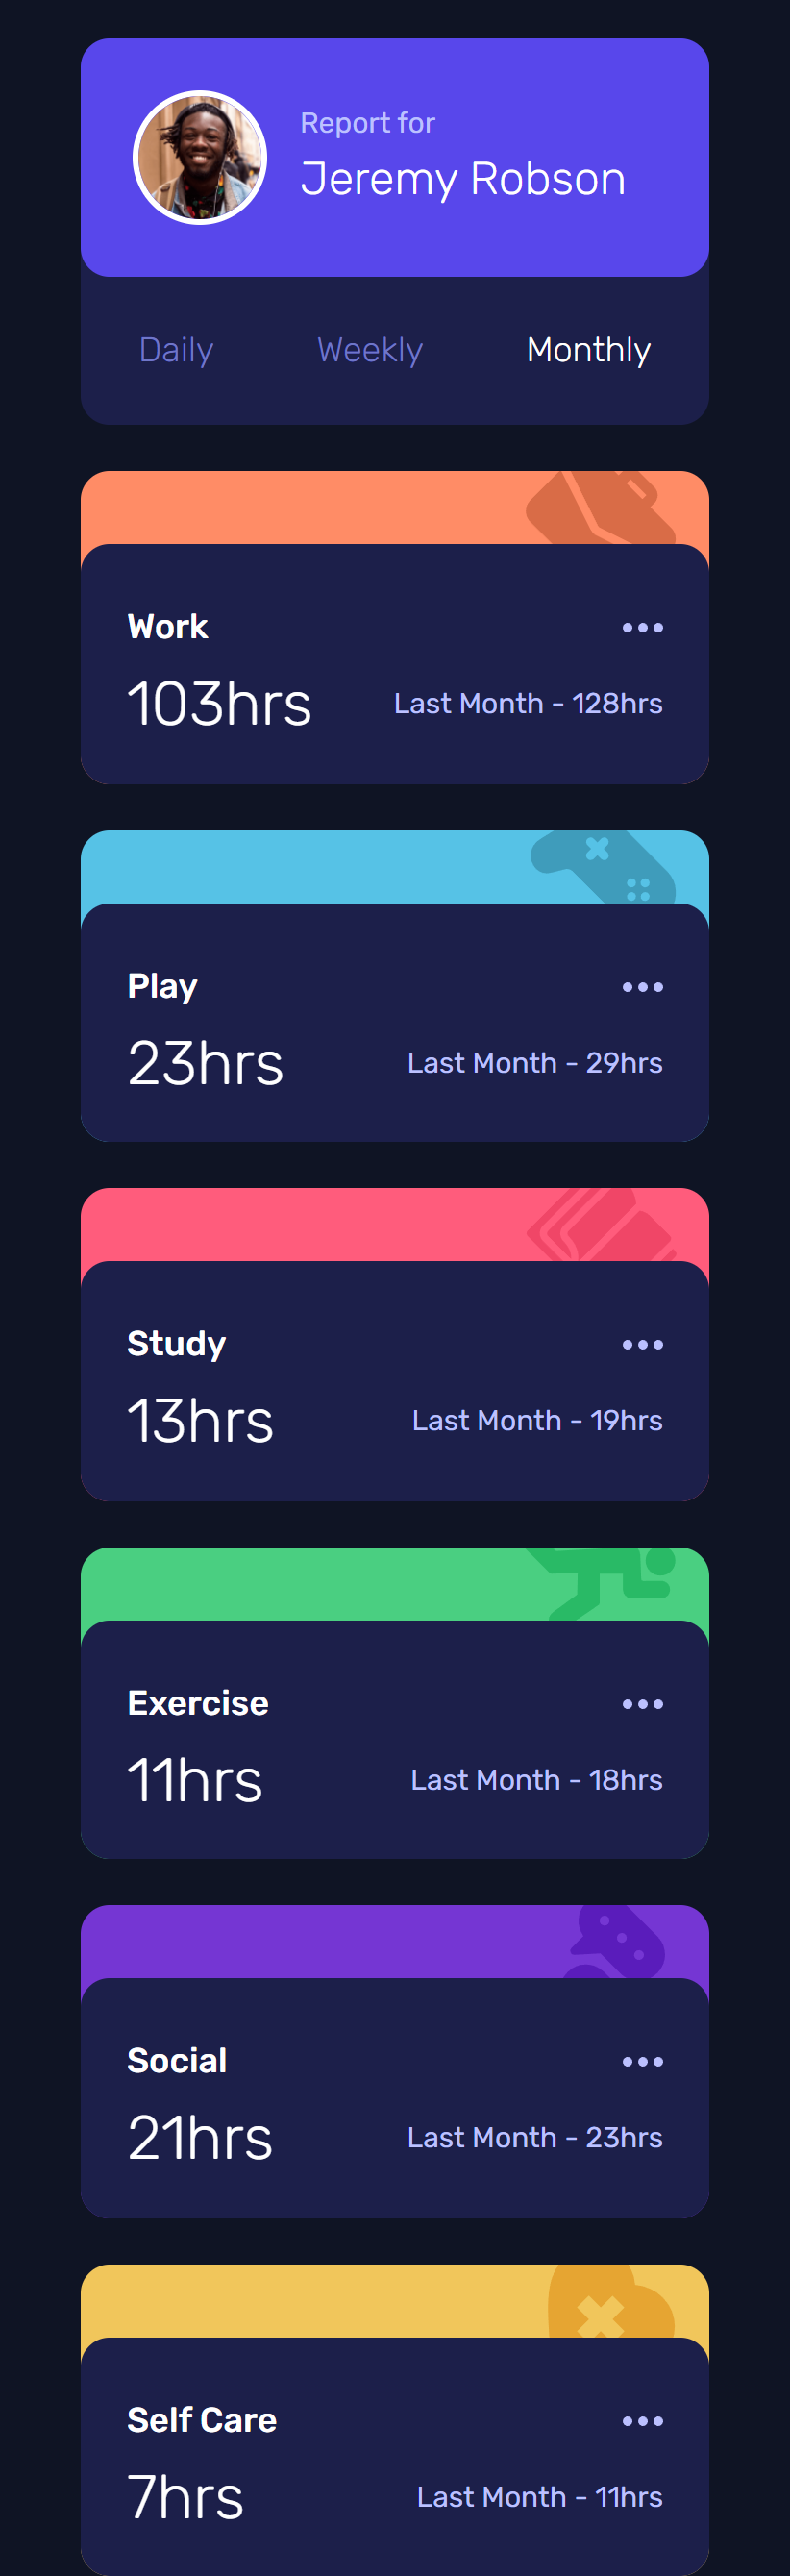 Report for
Jeremy Robson
Daily Weekly Monthly
Work
103hrs Last Month - 128hrs
Play
23hrs Last Month - 29hrs
Study
13hrs Last Month - 19hrs
Exercise
11hrs Last Month - 18hrs
Social
21hrs Last Month - 23hrs
Self Care
7hrs Last Month - 11hrs